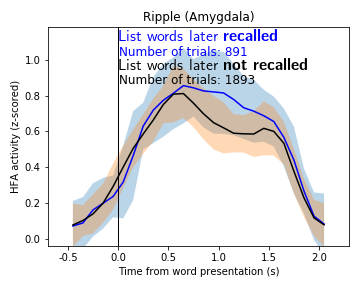 Ripple (Amygdala)
List words later recalled
Number of trials: 891
List words later not recalled
Number of trials: 1893
HFA activity (z-scored)
1.0
0.8
0.6
0.4
0.2
0.0
-0.5
0.0
0.5
1.0
1.5
2.0
Time from word presentation (s)